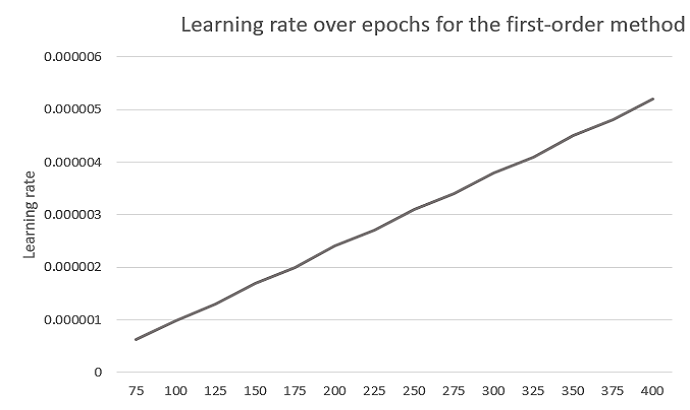 Learning rate over epochs for the first-order method
0.000006
0.000005
0.000004
0.000003
0.000002
0.000001
0
Learning rate
75 100 125 150 175 200 225 250 275 300 325 350 375 400